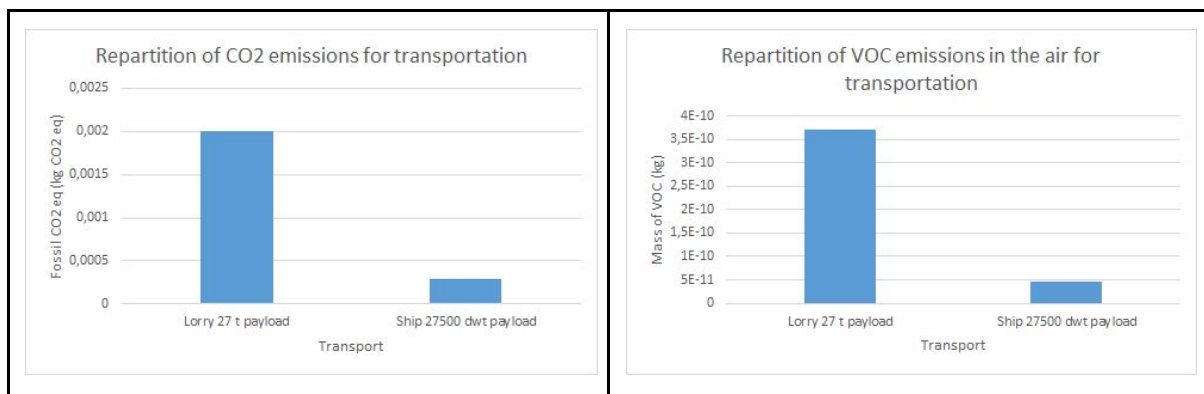 Repartition of CO2 emissions for transportation
0,0025
0,002
0,0015
0,001
0,0005
0
Fossil CO2 eq (kg CO2 eq)
Lorry 27 t payload
Ship 27500 dwt payload
Transport
Repartition of VOC emissions in the air for
transportation
4E-10
3,5E-10
3E-10
2,5E-10
2E-10
1,5E-10
1E-10
5E-11
0
Mass of VOC (kg)
Lorry 27 t payload
Ship 27500 dwt payload
Transport